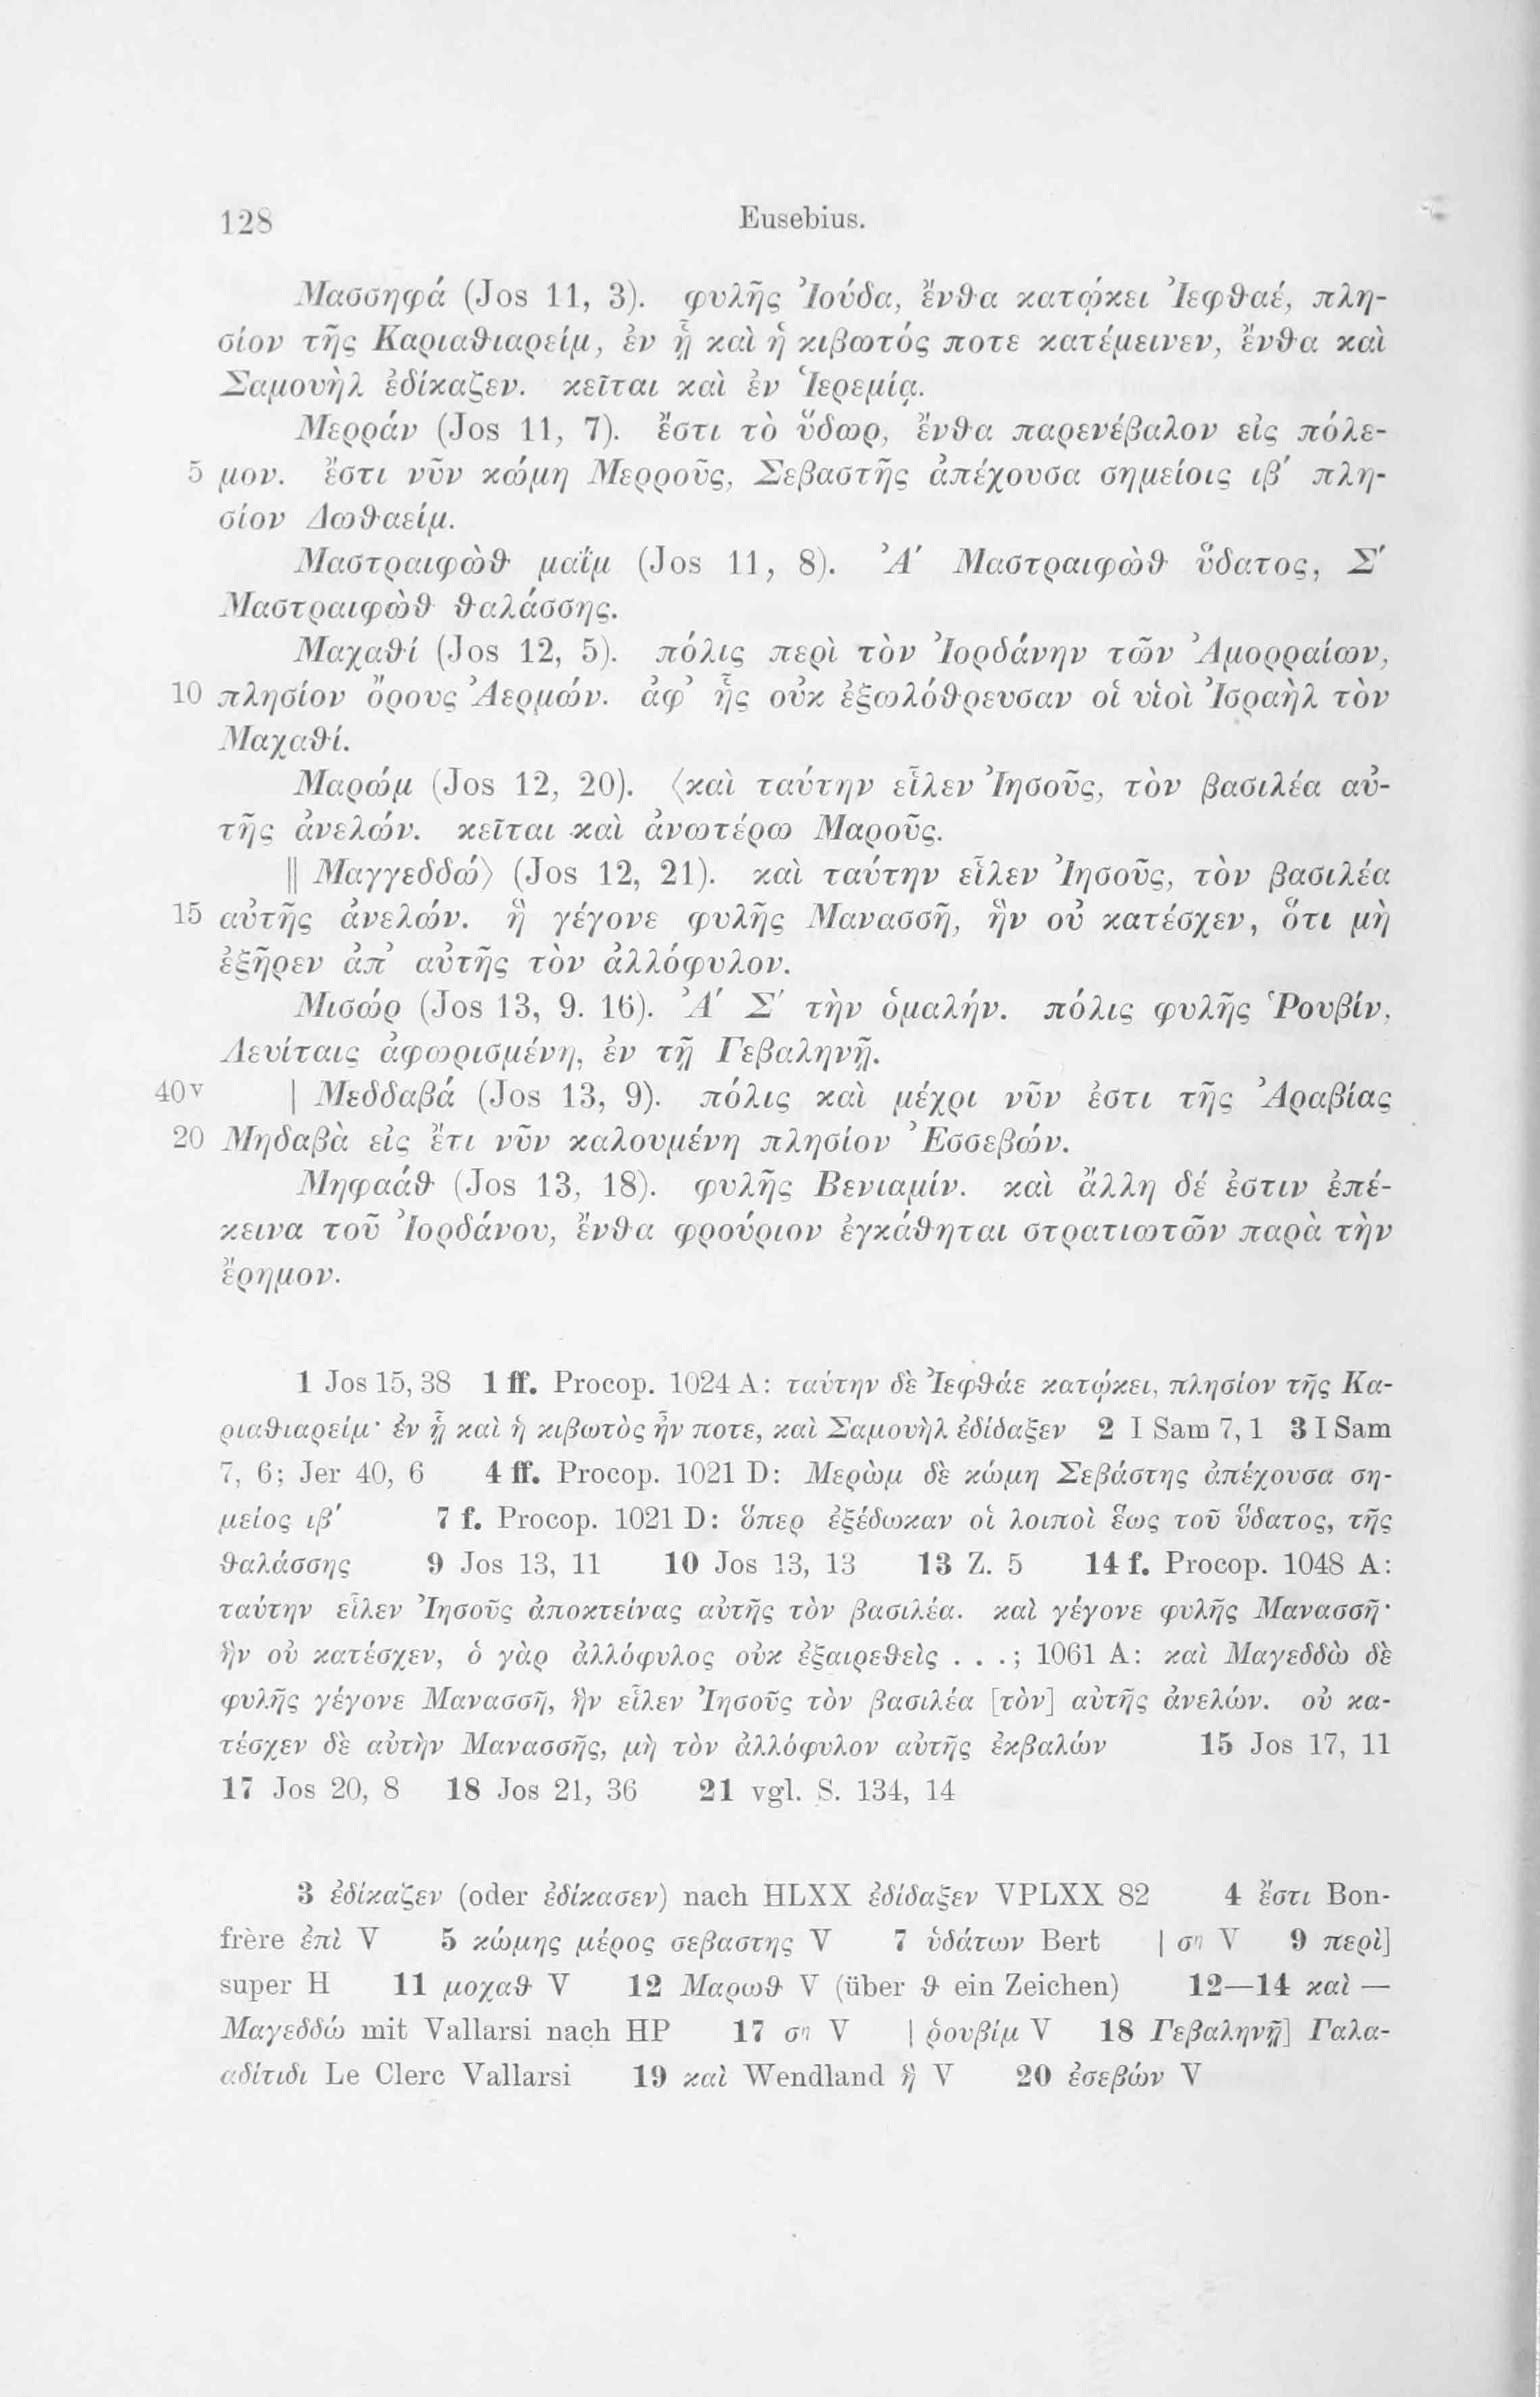 128 Eusebius.
Μασσηφά (Jos 11, 3). φυλῆς Ἰούδα, ἔνθα κατῴκει Ἰεφθαέ, πλη-
σίον τῆς Καριαθιαρείμ, ἐν ᾗ καὶ ἡ κιβωτός ποτε κατέμεινεν, ἔνθα καὶ
Σαμουὴλ ἐδίκαζεν. κεῖται καὶ ἐν Ἱερεμίᾳ.
Μερράν (Jos 11, 7). ἔστι τὸ ὕδωρ, ἔνθα παρενέβαλον εἰς πόλε-
5 μον. ἔστι νῦν κώμη Μερροῦς, Σεβαστῆς ἀπέχουσα σημείοις ιβ′ πλη-
σίον Δωθαείμ.
Μαστραιφὼθ μαΐμ (Jos 11, 8). Ἀ′ Μαστραιφὼθ ὕδατος, Σ′
Μαστραιφὼθ θαλάσσης.
Μαχαθί (Jos 12, 5). πόλις περὶ τὸν Ἰορδάνην τῶν Ἀμορραίων,
10 πλησίον ὄρους Ἀερμών. ἀφ᾽ ἧς οὐκ ἐξωλόθρευσαν οἱ υἱοὶ Ἰσραὴλ τὸν
Μαχαθί.
Μαρώμ (Jos 12, 20). ⟨καὶ ταύτην εἷλεν Ἰησοῦς, τὸν βασιλέα αὐ-
τῆς ἀνελών. κεῖται καὶ ἀνωτέρω Μαροῦς.
‖ Μαγγεδδώ⟩ (Jos 12, 21). καὶ ταύτην εἷλεν Ἰησοῦς, τὸν βασιλέα
15 αὐτῆς ἀνελών. ἣ γέγονε φυλῆς Μανασσῆ, ἣν οὐ κατέσχεν, ὅτι μὴ
ἐξῆρεν ἀπ᾽ αὐτῆς τὸν ἀλλόφυλον.
Μισώρ (Jos 13, 9. 16). Ἀ′ Σ′ τὴν ὁμαλήν. πόλις φυλῆς Ῥουβίν,
Λευίταις ἀφωρισμένη, ἐν τῇ Γεβαληνῇ.
40v | Μεδδαβά (Jos 13, 9). πόλις καὶ μέχρι νῦν ἐστι τῆς Ἀραβίας
20 Μηδαβὰ εἰς ἔτι νῦν καλουμένη πλησίον Ἐσσεβών.
Μηφαάθ (Jos 13, 18). φυλῆς Βενιαμίν. καὶ ἄλλη δέ ἐστιν ἐπέ-
κεινα τοῦ Ἰορδάνου, ἔνθα φρούριον ἐγκάθηται στρατιωτῶν παρὰ τὴν
ἔρημον.
1 Jos 15, 38 1 ff. Procop. 1024 A: ταύτην δὲ Ἰεφθάε κατῴκει, πλησίον τῆς Κα-
ριαθιαρείμ· ἐν ᾗ καὶ ἡ κιβωτὸς ἦν ποτε, καὶ Σαμουὴλ ἐδίδαξεν 2 I Sam 7, 1 3 I Sam
7, 6; Jer 40, 6 4 ff. Procop. 1021 D: Μερὼμ δὲ κώμη Σεβάστης ἀπέχουσα ση-
μείος ιβ′ 7 f. Procop. 1021 D: ὅπερ ἐξέδωκαν οἱ λοιποὶ ἕως τοῦ ὕδατος, τῆς
θαλάσσης 9 Jos 13, 11 10 Jos 13, 13 13 Z. 5 14 f. Procop. 1048 A:
ταύτην εἷλεν Ἰησοῦς ἀποκτείνας αὐτῆς τὸν βασιλέα. καὶ γέγονε φυλῆς Μανασσῆ·
ἣν οὐ κατέσχεν, ὁ γὰρ ἀλλόφυλος οὐκ ἐξαιρεθεὶς . . .; 1061 A: καὶ Μαγεδδὼ δὲ
φυλῆς γέγονε Μανασσῆ, ἣν εἷλεν Ἰησοῦς τὸν βασιλέα [τὸν] αὐτῆς ἀνελών. οὐ κα-
τέσχεν δὲ αὐτὴν Μανασσῆς, μὴ τὸν ἀλλόφυλον αὐτῆς ἐκβαλών 15 Jos 17, 11
17 Jos 20, 8 18 Jos 21, 36 21 vgl. S. 134, 14
3 ἐδίκαζεν (oder ἐδίκασεν) nach HLXX ἐδίδαξεν VPLXX 82 4 ἔστι Bon-
frère ἐπὶ V 5 κώμης μέρος σεβαστης V 7 ὑδάτων Bert | ση V 9 περὶ]
super H 11 μοχαθ V 12 Μαρωθ V (über θ ein Zeichen) 12—14 καὶ —
Μαγεδδώ mit Vallarsi nach HP 17 ση V | ῥουβίμ V 18 Γεβαληνῇ] Γαλα-
αδίτιδι Le Clerc Vallarsi 19 καὶ Wendland ἢ V 20 ἐσεβών V